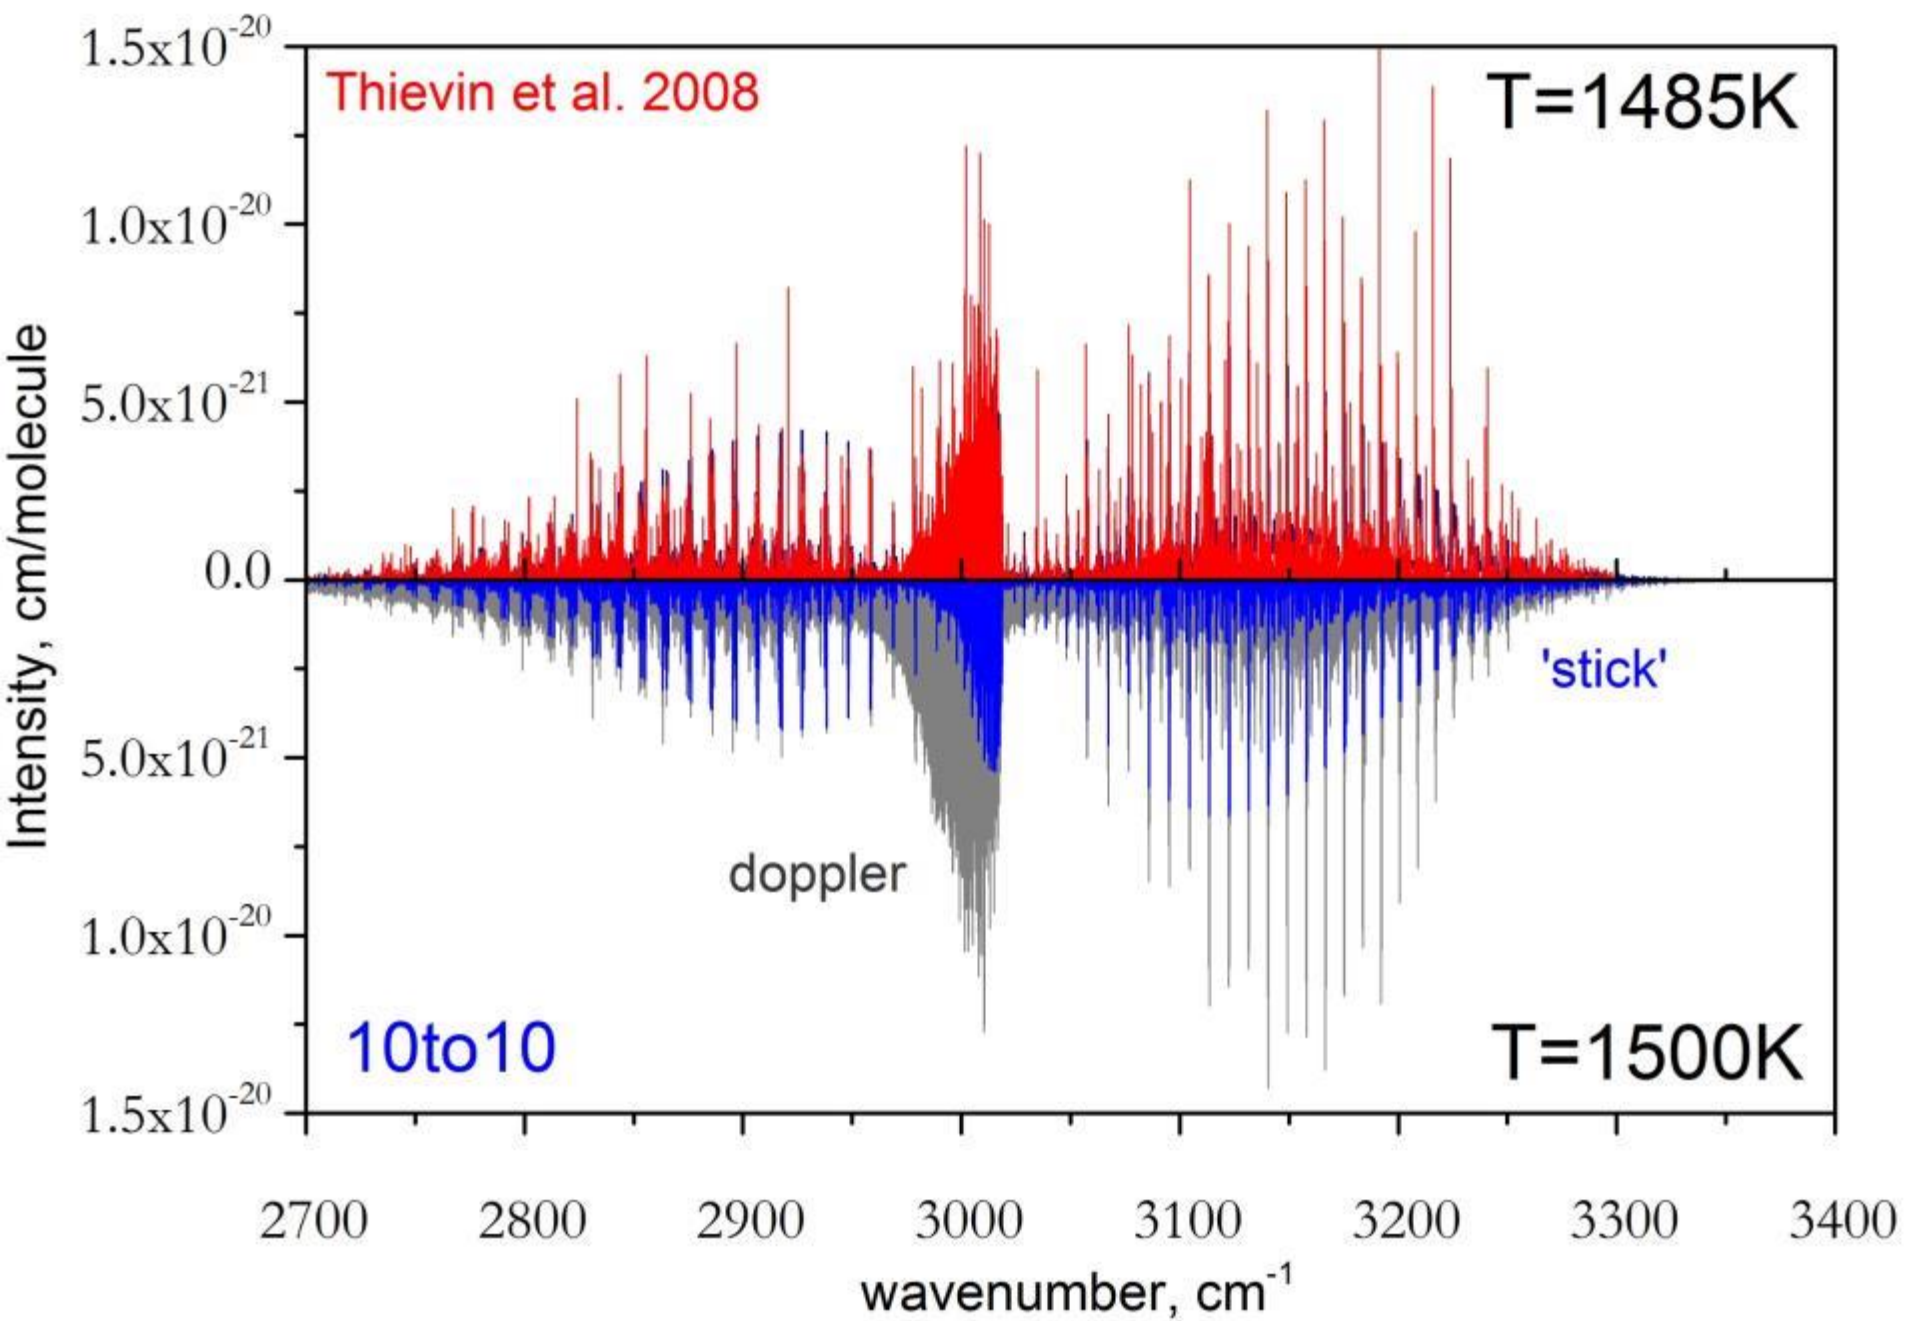 1.5x10^-20
Thievin et al. 2008
T=1485K
1.0x10^-20
5.0x10^-21
0.0
Intensity, cm/molecule
'stick'
5.0x10^-21
doppler
1.0x10^-20
10to10
T=1500K
1.5x10^-20
2700 2800 2900 3000 3100 3200 3300 3400
wavenumber, cm^-1